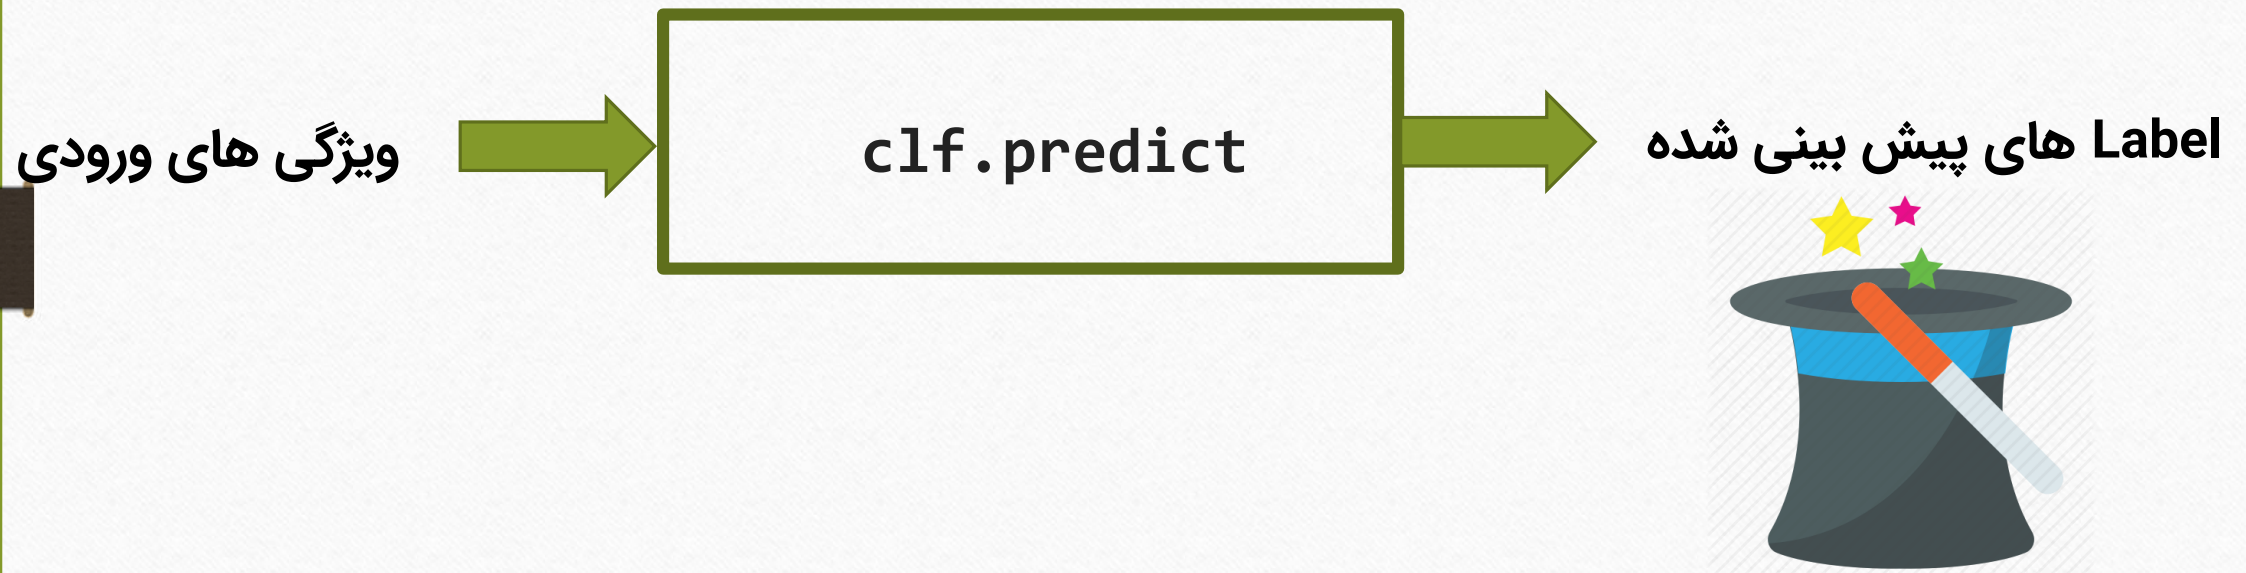 ویژگی های ورودی
clf.predict
Label های پیش بینی شده